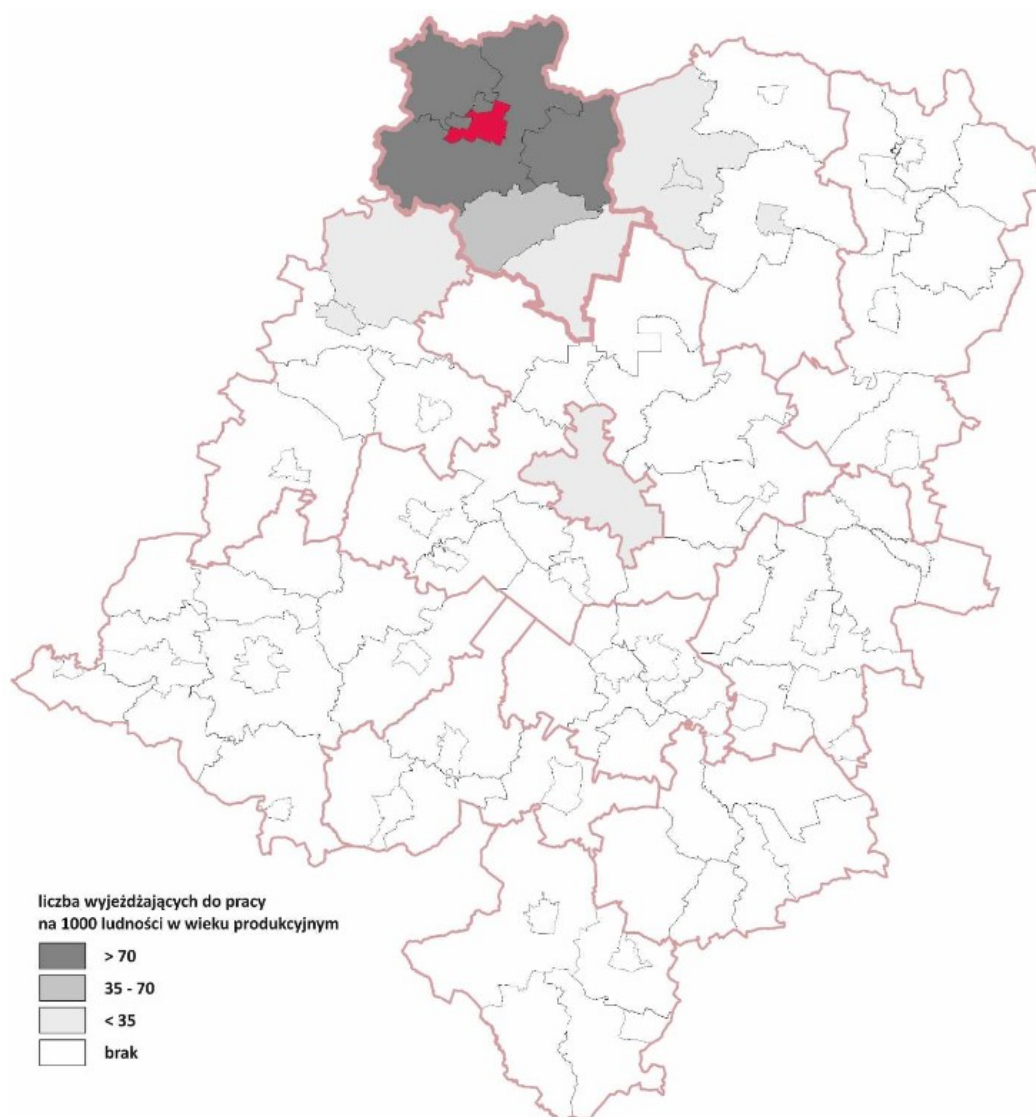 liczba wyjeżdżających do pracy
na 1000 ludności w wieku produkcyjnym
> 70
35 - 70
< 35
brak